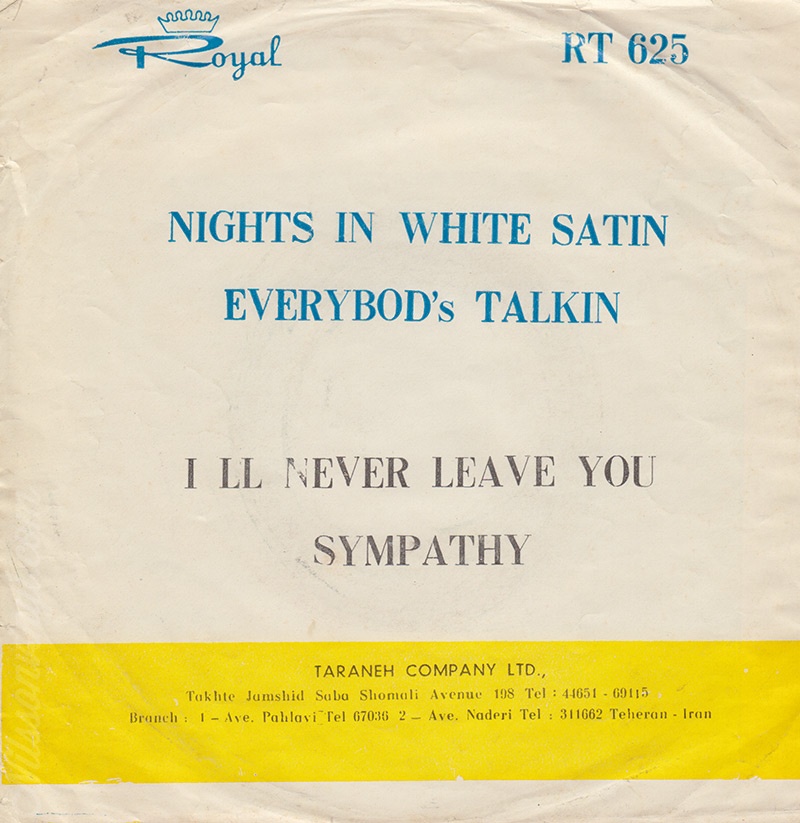 Royal RT 625
NIGHTS IN WHITE SATIN
EVERYBOD's TALKIN
I LL NEVER LEAVE YOU
SYMPATHY
TARANEH COMPANY LTD.,
Takhte Jamshid Saba Shomali Avenue 198 Tel : 44651 - 69115
Branch : 1 – Ave. Pahlavi Tel 67036 2 – Ave. Naderi Tel : 311662 Teheran - Iran